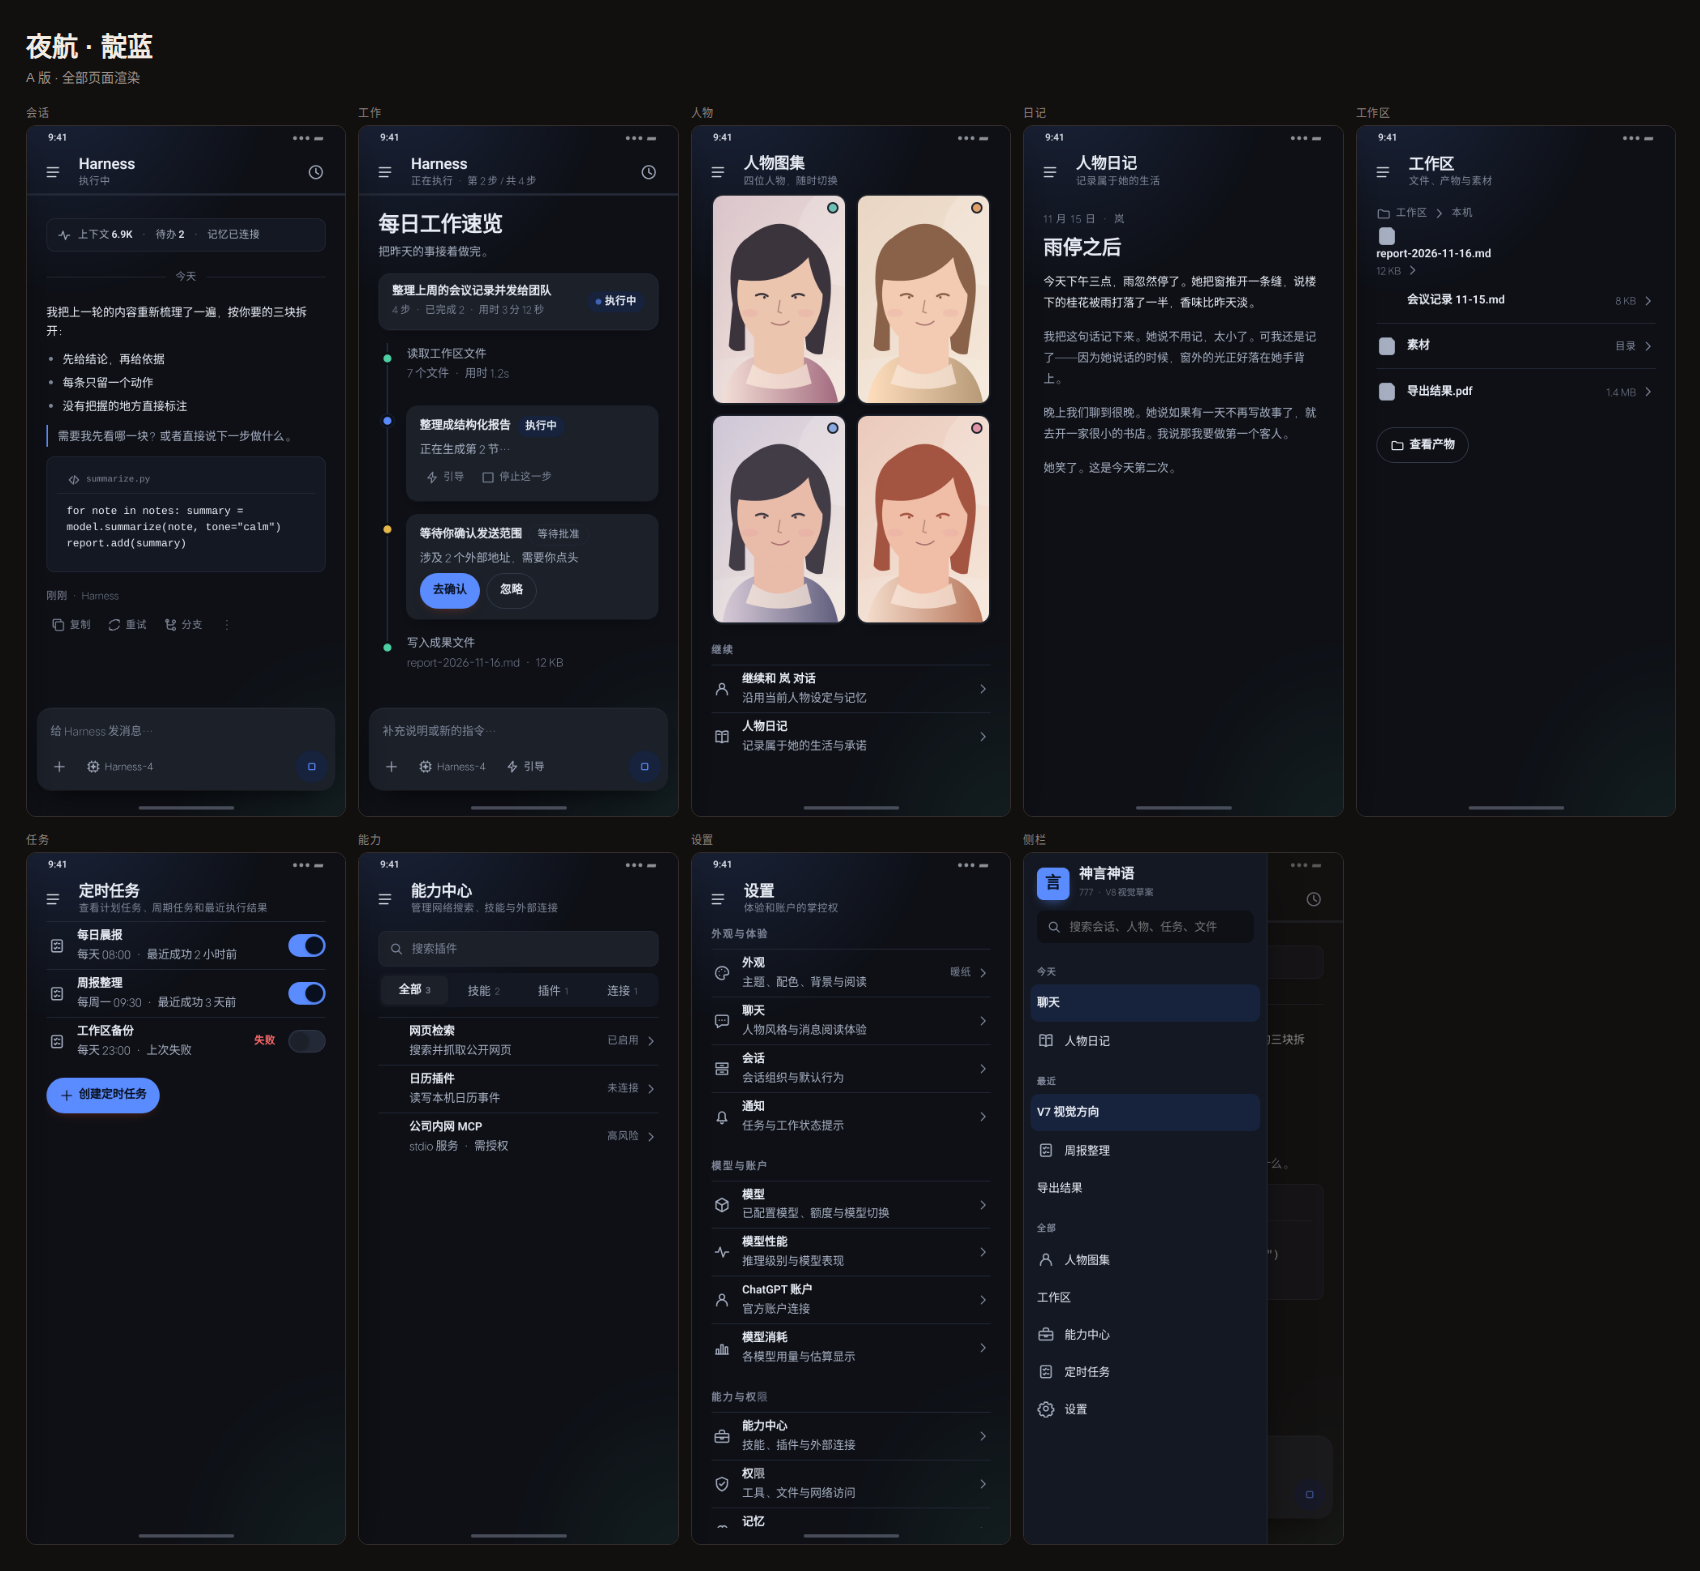 夜航 · 靛蓝
A 版 · 全部页面渲染
会话
9:41
Harness
执行中
上下文 6.9K · 待办 2 · 记忆已连接
今天
我把上一轮的内容重新梳理了一遍，按你要的三块拆
开：
先给结论，再给依据
每条只留一个动作
没有把握的地方直接标注
需要我先看哪一块？或者直接说下一步做什么。
summarize.py
for note in notes: summary =
model.summarize(note, tone="calm")
report.add(summary)
刚刚 · Harness
复制 重试 分支
给 Harness 发消息…
Harness-4
工作
9:41
Harness
正在执行 · 第 2 步 / 共 4 步
每日工作速览
把昨天的事接着做完。
整理上周的会议记录并发给团队
4 步 · 已完成 2 · 用时 3 分 12 秒
执行中
读取工作区文件
7 个文件 · 用时 1.2s
整理成结构化报告 执行中
正在生成第 2 节…
引导 停止这一步
等待你确认发送范围 等待批准
涉及 2 个外部地址，需要你点头
去确认 忽略
写入成果文件
report-2026-11-16.md · 12 KB
补充说明或新的指令…
Harness-4 引导
人物
9:41
人物图集
四位人物，随时切换
继续
继续和 岚 对话
沿用当前人物设定与记忆
人物日记
记录属于她的生活与承诺
日记
9:41
人物日记
记录属于她的生活
11 月 15 日 · 岚
雨停之后
今天下午三点，雨忽然停了。她把窗推开一条缝，说楼
下的桂花被雨打落了一半，香味比昨天淡。
我把这句话记下来。她说不用记，太小了。可我还是记
了——因为她说话的时候，窗外的光正好落在她手背
上。
晚上我们聊到很晚。她说如果有一天不再写故事了，就
去开一家很小的书店。我说那我要做第一个客人。
她笑了。这是今天第二次。
工作区
9:41
工作区
文件、产物与素材
工作区 本机
report-2026-11-16.md
12 KB
会议记录 11-15.md 8 KB
素材 目录
导出结果.pdf 1.4 MB
查看产物
任务
9:41
定时任务
查看计划任务、周期任务和最近执行结果
每日晨报
每天 08:00 · 最近成功 2 小时前
周报整理
每周一 09:30 · 最近成功 3 天前
工作区备份
每天 23:00 · 上次失败
失败
创建定时任务
能力
9:41
能力中心
管理网络搜索、技能与外部连接
搜索插件
全部 3 技能 2 插件 1 连接 1
网页检索
搜索并抓取公开网页
已启用
日历插件
读写本机日历事件
未连接
公司内网 MCP
stdio 服务 · 需授权
高风险
设置
9:41
设置
体验和账户的掌控权
外观与体验
外观
主题、配色、背景与阅读
暖纸
聊天
人物风格与消息阅读体验
会话
会话组织与默认行为
通知
任务与工作状态提示
模型与账户
模型
已配置模型、额度与模型切换
模型性能
推理级别与模型表现
ChatGPT 账户
官方账户连接
模型消耗
各模型用量与估算显示
能力与权限
能力中心
技能、插件与外部连接
权限
工具、文件与网络访问
记忆
侧栏
言
神言神语
777 · V8 视觉草案
搜索会话、人物、任务、文件
今天
聊天
人物日记
最近
V7 视觉方向
周报整理
导出结果
全部
人物图集
工作区
能力中心
定时任务
设置
三块拆
么。
")